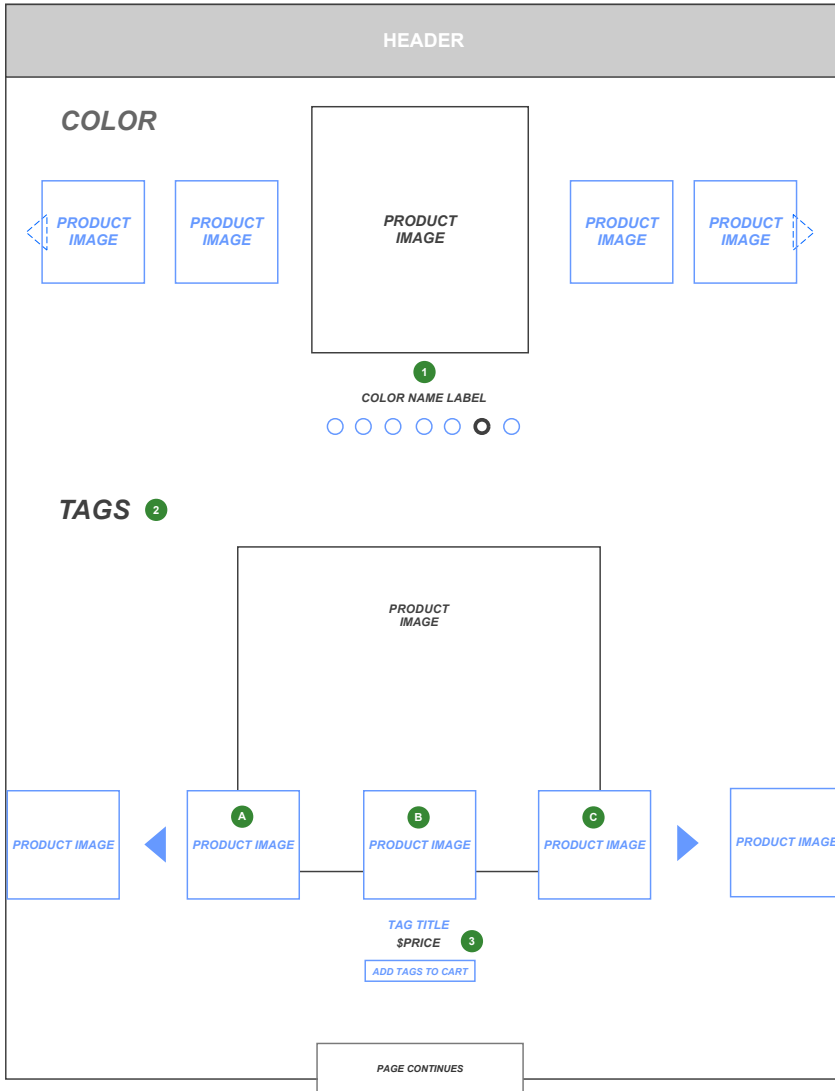 HEADER
COLOR
PRODUCT
IMAGE
PRODUCT
IMAGE
PRODUCT
IMAGE
PRODUCT
IMAGE
PRODUCT
IMAGE
1
COLOR NAME LABEL
TAGS 2
PRODUCT
IMAGE
A
B
C
PRODUCT IMAGE
PRODUCT IMAGE
PRODUCT IMAGE
PRODUCT IMAGE
PRODUCT IMAGE
TAG TITLE
$PRICE 3
ADD TAGS TO CART
PAGE CONTINUES